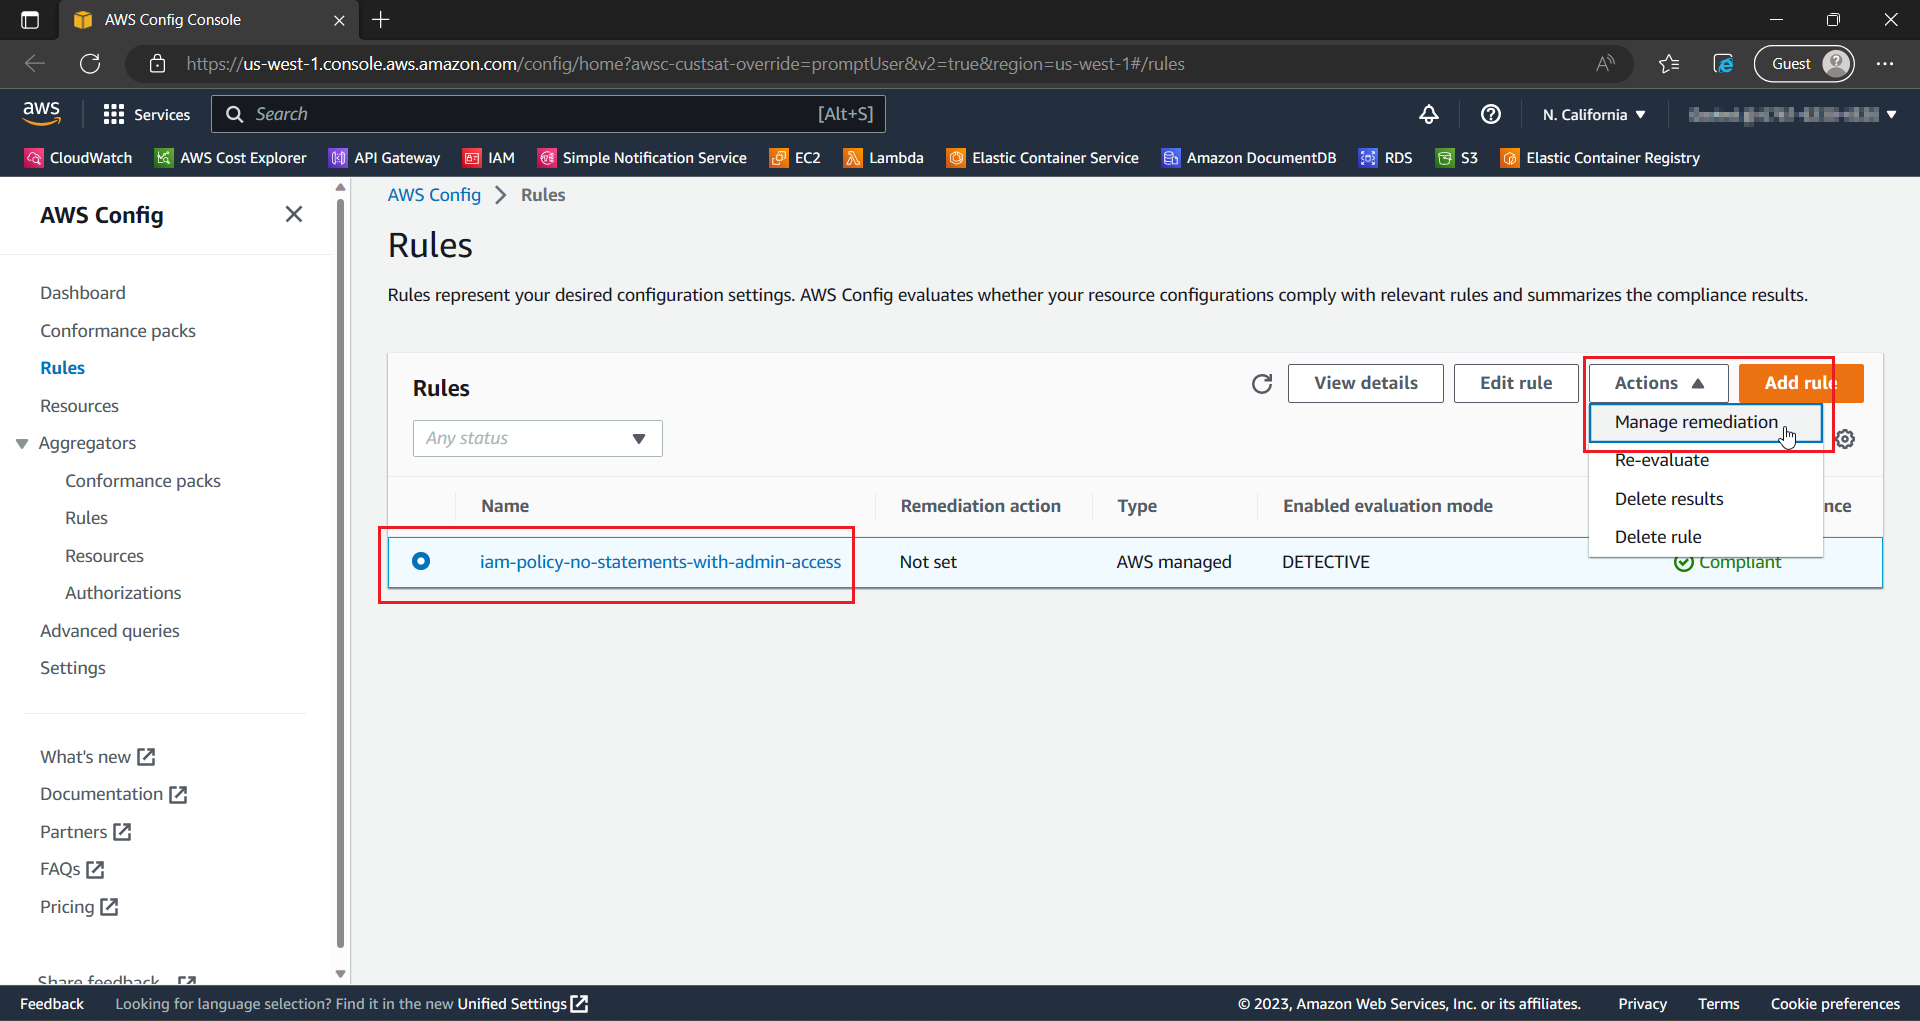 AWS Config Console
https://us-west-1.console.aws.amazon.com/config/home?awsc-custsat-override=promptUser&v2=true&region=us-west-1#/rules
Guest
aws
Services
Search
[Alt+S]
N. California
CloudWatch
AWS Cost Explorer
API Gateway
IAM
Simple Notification Service
EC2
Lambda
Elastic Container Service
Amazon DocumentDB
RDS
S3
Elastic Container Registry
AWS Config
Dashboard
Conformance packs
Rules
Resources
Aggregators
Conformance packs
Rules
Resources
Authorizations
Advanced queries
Settings
What's new
Documentation
Partners
FAQs
Pricing
Share feedback
AWS Config > Rules
Rules
Rules represent your desired configuration settings. AWS Config evaluates whether your resource configurations comply with relevant rules and summarizes the compliance results.
Rules
View details
Edit rule
Actions
Add rule
Any status
Manage remediation
Re-evaluate
Delete results
Delete rule
Name
Remediation action
Type
Enabled evaluation mode
nce
iam-policy-no-statements-with-admin-access
Not set
AWS managed
DETECTIVE
Compliant
Feedback
Looking for language selection? Find it in the new Unified Settings
© 2023, Amazon Web Services, Inc. or its affiliates.
Privacy
Terms
Cookie preferences